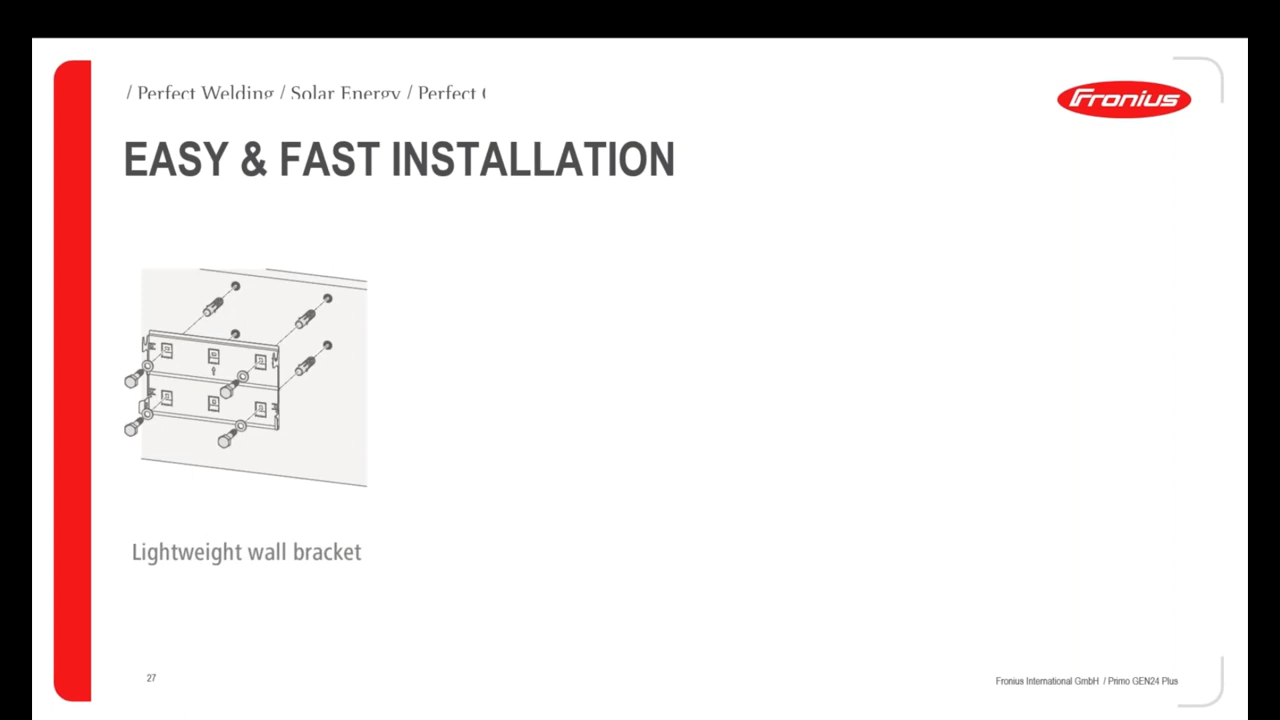 / Perfect Welding / Solar Energy / Perfect
Fronius
EASY & FAST INSTALLATION
Lightweight wall bracket
27
Fronius International GmbH / Primo GEN24 Plus